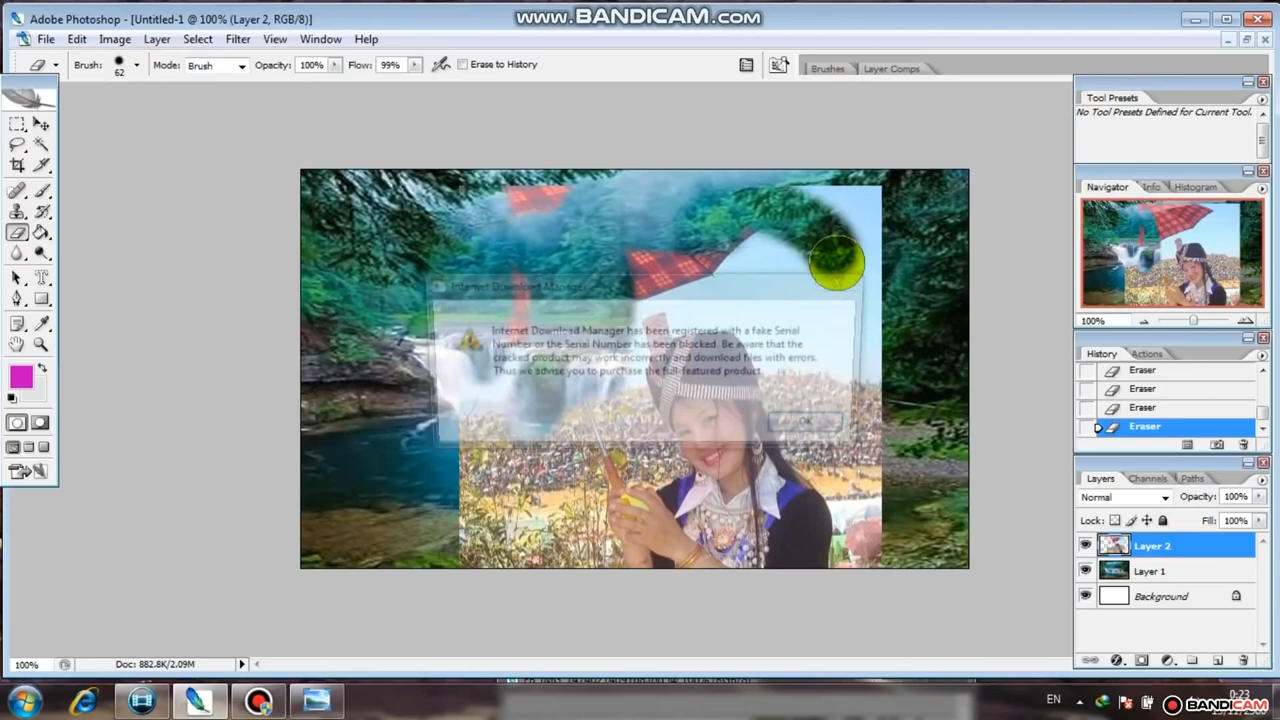 www.BANDICAM.com
Adobe Photoshop - [Untitled-1 @ 100% (Layer 2, RGB/8)]
File Edit Image Layer Select Filter View Window Help
Brush: 62 Mode: Brush Opacity: 100% Flow: 99% Erase to History
Brushes Layer Comps
Tool Presets
No Tool Presets Defined for Current Tool.
Navigator Info Histogram
100%
History Actions
Eraser
Eraser
Eraser
Eraser
Layers Channels Paths
Normal Opacity: 100%
Lock: Fill: 100%
Layer 2
Layer 1
Background
Internet Download Manager
Internet Download Manager has been registered with a fake Serial
Number or the Serial Number has been blocked. Be aware that the
cracked product may work incorrectly and download files with errors.
Thus we advise you to purchase the full-featured product.
OK
100% Doc: 882.8K/2.09M
EN 0:23
BANDICAM